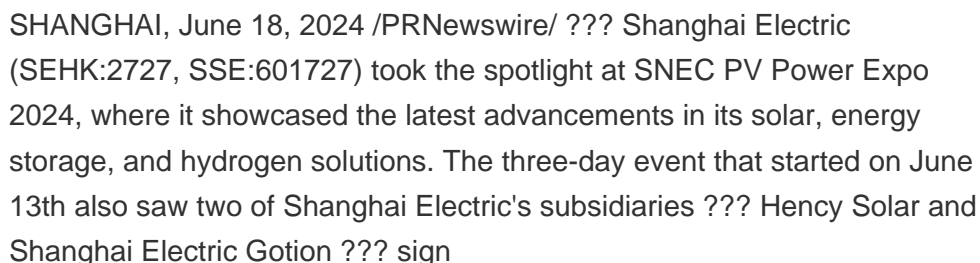 SHANGHAI, June 18, 2024 /PRNewswire/ ??? Shanghai Electric
(SEHK:2727, SSE:601727) took the spotlight at SNEC PV Power Expo
2024, where it showcased the latest advancements in its solar, energy
storage, and hydrogen solutions. The three-day event that started on June
13th also saw two of Shanghai Electric's subsidiaries ??? Hency Solar and
Shanghai Electric Gotion ??? sign